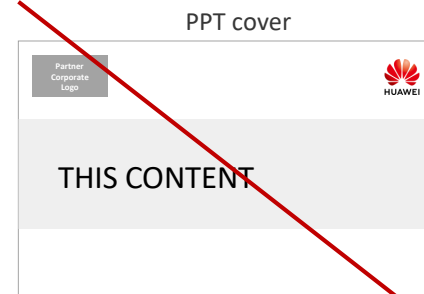 PPT cover
Partner
Corporate
Logo
HUAWEI
THIS CONTENT